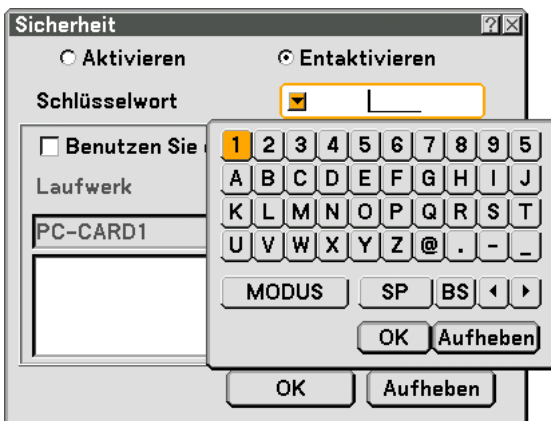 Sicherheit
Aktivieren Entaktivieren
Schlüsselwort
Benutzen Sie
1 2 3 4 5 6 7 8 9 5
A B C D E F G H I J
Laufwerk
K L M N O P Q R S T
PC-CARD1
U V W X Y Z @ . - _
MODUS SP BS
OK Aufheben
OK Aufheben